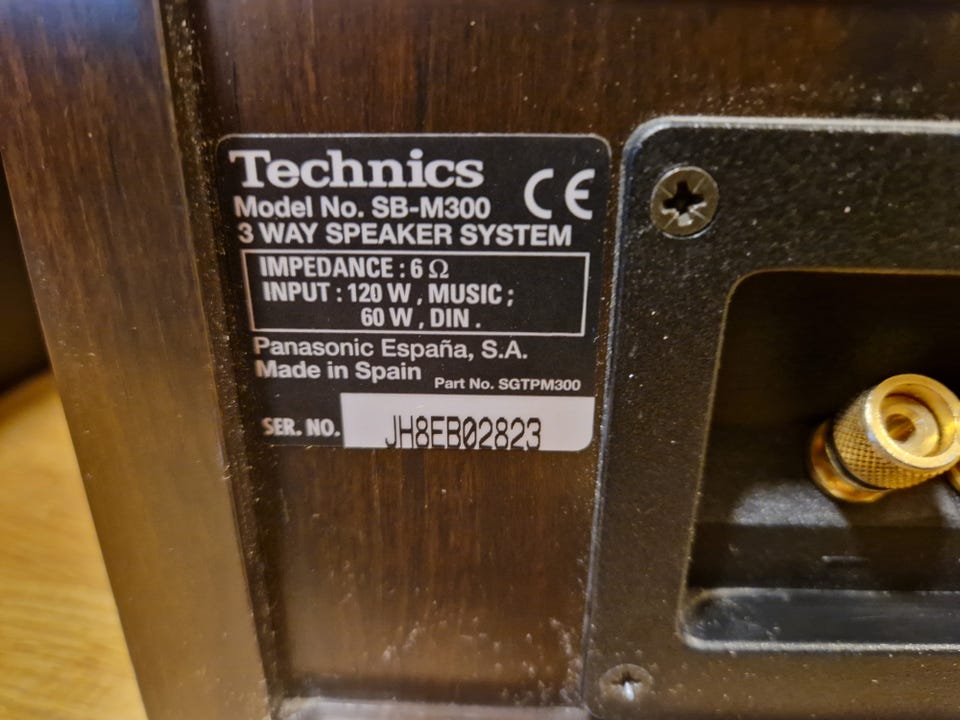 Technics
CE
Model No. SB-M300
3 WAY SPEAKER SYSTEM
IMPEDANCE : 6 Ω
INPUT : 120 W , MUSIC ;
60 W , DIN .
Panasonic España, S.A.
Made in Spain
Part No. SGTPM300
SER. NO. JH8EB02823